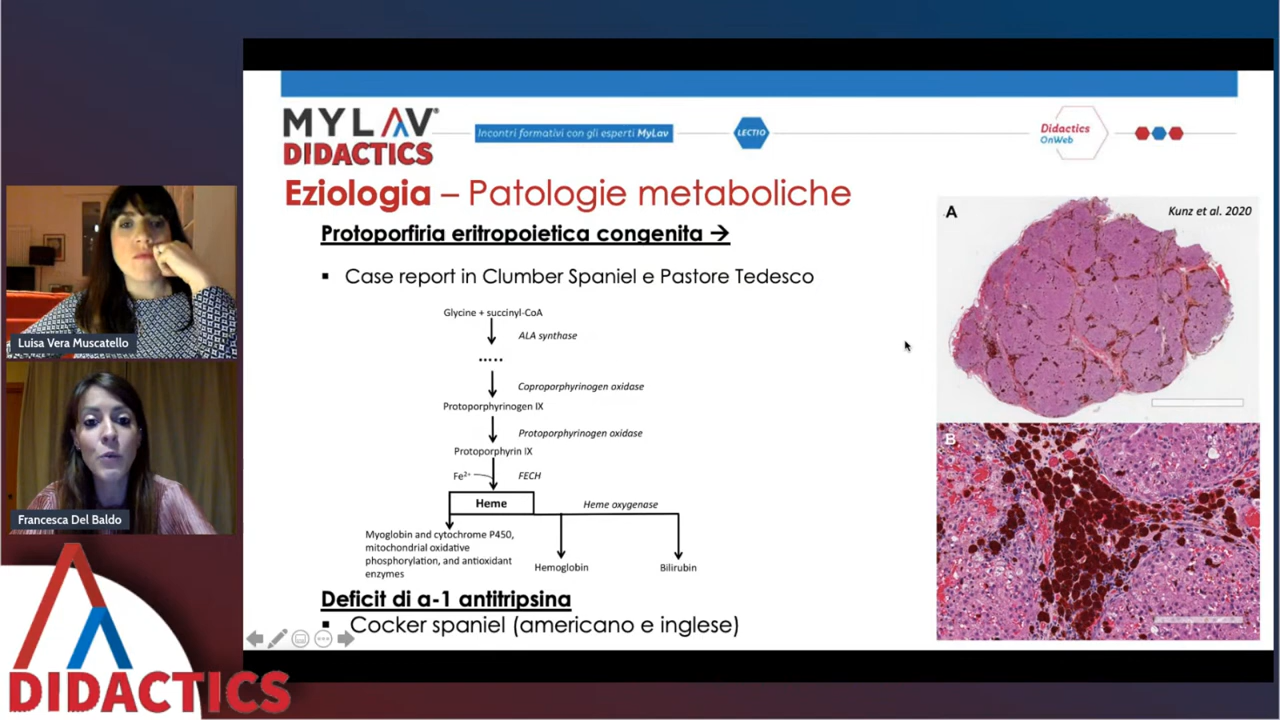 MYLAV®
DIDACTICS
Incontri formativi con gli esperti MyLav
LECTIO
Didactics
OnWeb
Eziologia – Patologie metaboliche
Protoporfiria eritropoietica congenita →
▪ Case report in Clumber Spaniel e Pastore Tedesco
Glycine + succinyl-CoA
ALA synthase
.....
Coproporphyrinogen oxidase
Protoporphyrinogen IX
Protoporphyrinogen oxidase
Protoporphyrin IX
Fe²⁺
FECH
Heme
Heme oxygenase
Myoglobin and cytochrome P450,
mitochondrial oxidative
phosphorylation, and antioxidant
enzymes
Hemoglobin
Bilirubin
Deficit di a-1 antitripsina
▪ Cocker spaniel (americano e inglese)
A
Kunz et al. 2020
B
Luisa Vera Muscatello
Francesca Del Baldo
DIDACTICS